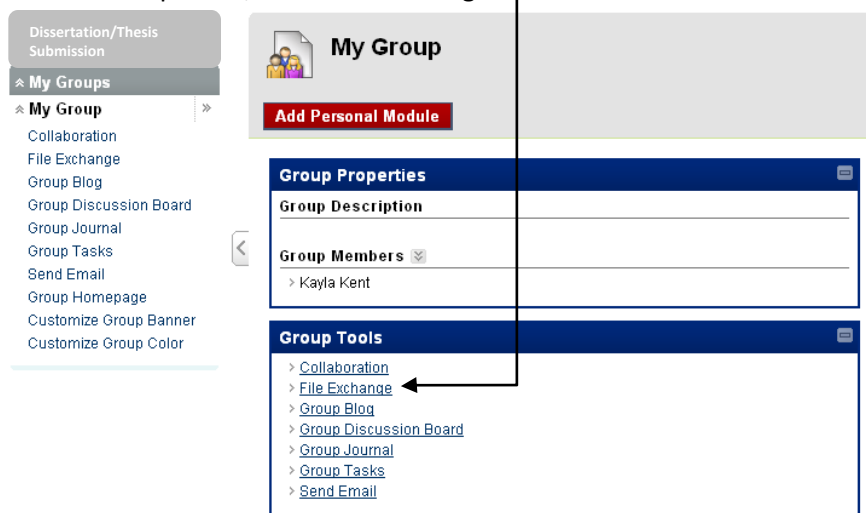 Dissertation/Thesis
Submission
My Groups
My Group
Collaboration
File Exchange
Group Blog
Group Discussion Board
Group Journal
Group Tasks
Send Email
Group Homepage
Customize Group Banner
Customize Group Color
My Group
Add Personal Module
Group Properties
Group Description
Group Members
> Kayla Kent
Group Tools
> Collaboration
> File Exchange
> Group Blog
> Group Discussion Board
> Group Journal
> Group Tasks
> Send Email